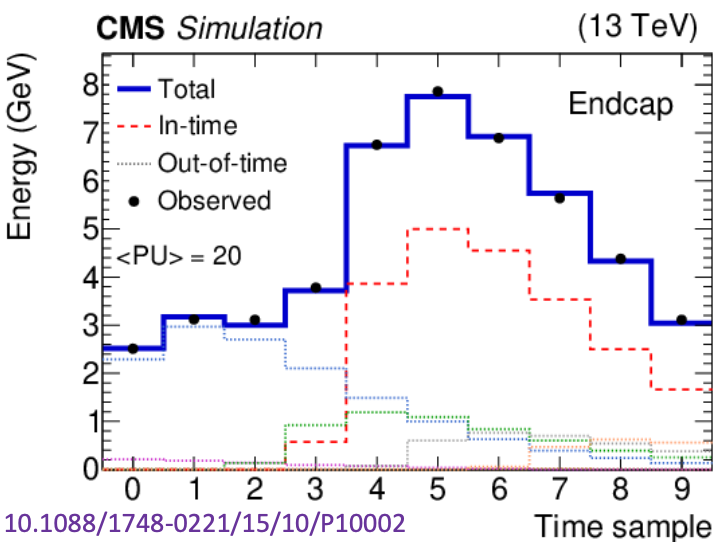 CMS Simulation (13 TeV)
Energy (GeV)
8
7
6
5
4
3
2
1
0
Total
In-time
Out-of-time
Observed
<PU> = 20
Endcap
0 1 2 3 4 5 6 7 8 9
Time sample
10.1088/1748-0221/15/10/P10002